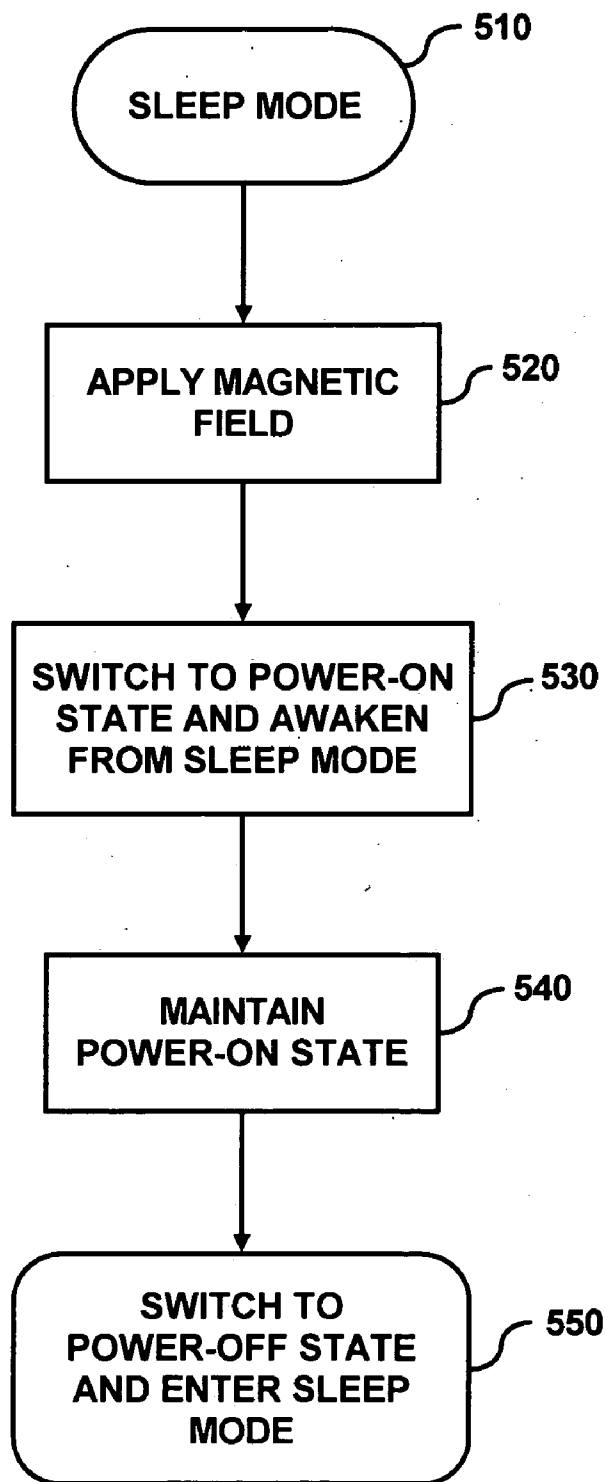 510
SLEEP MODE
520
APPLY MAGNETIC
FIELD
530
SWITCH TO POWER-ON
STATE AND AWAKEN
FROM SLEEP MODE
540
MAINTAIN
POWER-ON STATE
550
SWITCH TO
POWER-OFF STATE
AND ENTER SLEEP
MODE